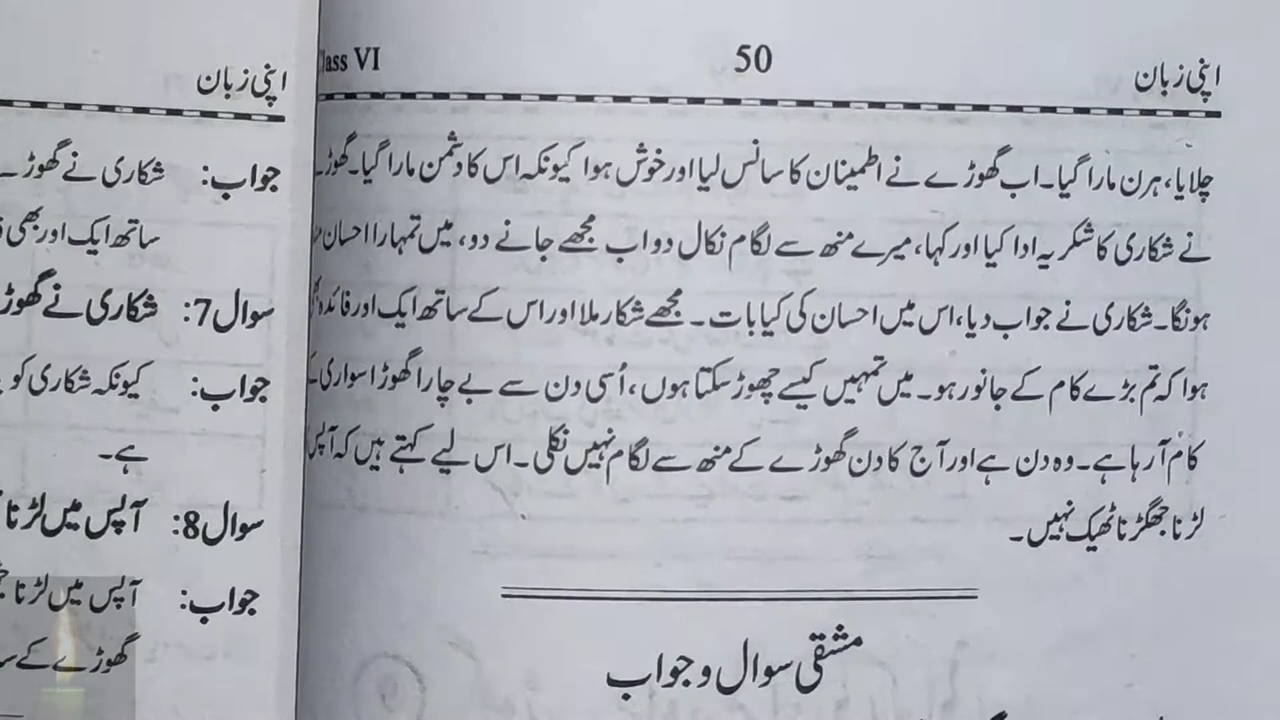 اپنی زبان
50
Class VI
چلایا، ہرن مارا گیا۔ اب گھوڑے نے اطمینان کا سانس لیا اور خوش ہوا کیونکہ اس کا دشمن مارا گیا۔ گھوڑ
نے شکاری کا شکریہ ادا کیا اور کہا، میرے منھ سے لگام نکال دو اب مجھے جانے دو، میں تمہارا احسان
ہونگا۔ شکاری نے جواب دیا، اس میں احسان کی کیا بات ۔ مجھے شکار ملا اور اس کے ساتھ ایک اور فائدہ
ہوا کہ تم بڑے کام کے جانور ہو۔ میں تمہیں کیسے چھوڑ سکتا ہوں، اُسی دن سے بے چارا گھوڑا سواری
کام آرہا ہے۔ وہ دن ہے اور آج کا دن گھوڑے کے منھ سے لگام نہیں نکلی۔ اس لیے کہتے ہیں کہ آپس
لڑنا جھگڑنا ٹھیک نہیں۔
مشقی سوال و جواب
اپنی زبان
جواب: شکاری نے گھوڑ
ساتھ ایک اور بھی
سوال 7: شکاری نے گھوڑ
جواب: کیونکہ شکاری کو
ہے۔
سوال 8: آپس میں لڑنا
جواب: آپس میں لڑنا
گھوڑے کے